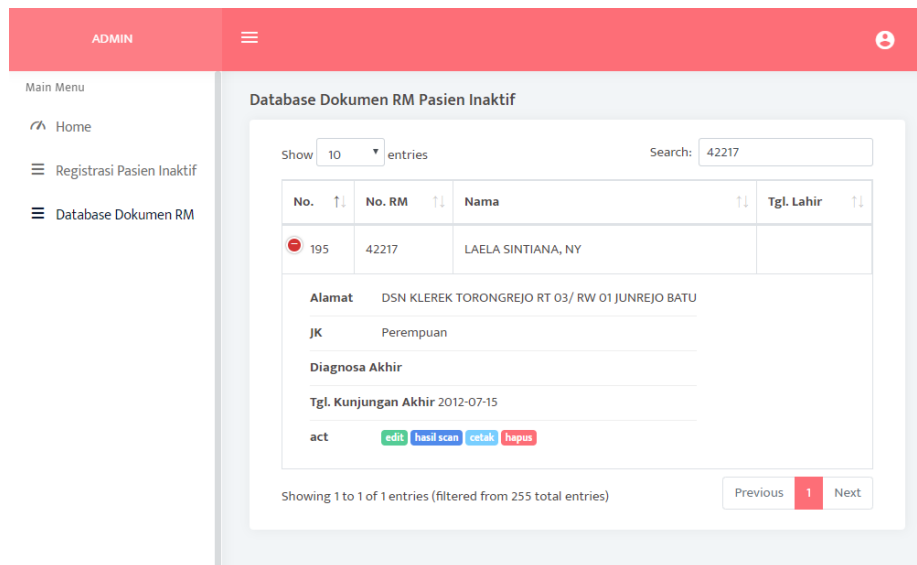 ADMIN
Main Menu
Home
Registrasi Pasien Inaktif
Database Dokumen RM
Database Dokumen RM Pasien Inaktif
Show 10 entries
Search: 42217
No. No. RM Nama Tgl. Lahir
195 42217 LAELA SINTIANA, NY
Alamat DSN KLEREK TORONGREJO RT 03/ RW 01 JUNREJO BATU
JK Perempuan
Diagnosa Akhir
Tgl. Kunjungan Akhir 2012-07-15
act edit hasil scan cetak hapus
Showing 1 to 1 of 1 entries (filtered from 255 total entries)
Previous 1 Next